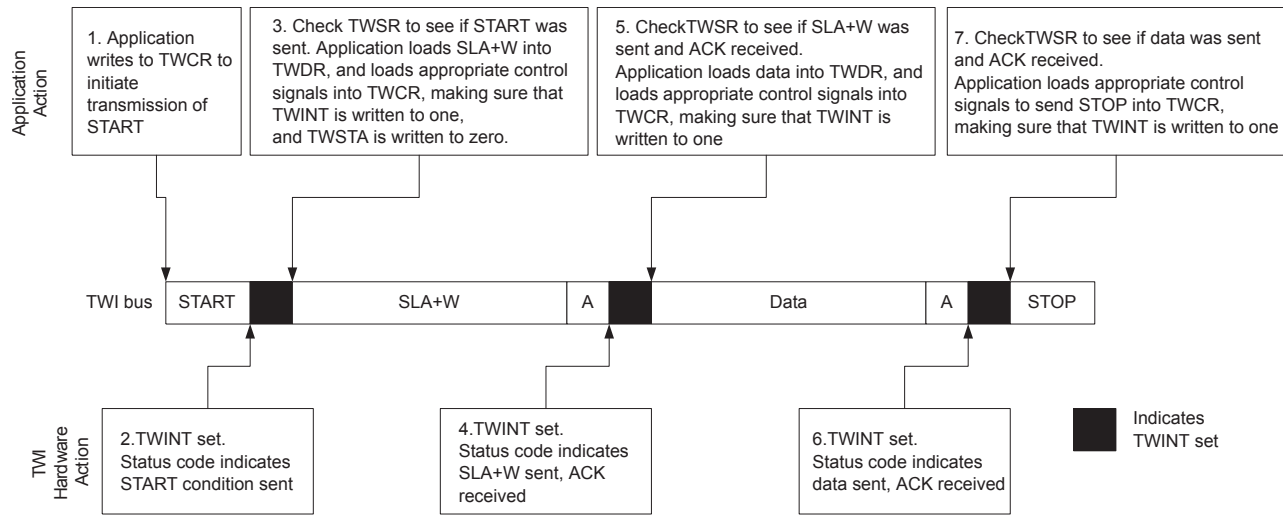 Application
Action
1. Application
writes to TWCR to
initiate
transmission of
START
3. Check TWSR to see if START was
sent. Application loads SLA+W into
TWDR, and loads appropriate control
signals into TWCR, making sure that
TWINT is written to one,
and TWSTA is written to zero.
5. CheckTWSR to see if SLA+W was
sent and ACK received.
Application loads data into TWDR, and
loads appropriate control signals into
TWCR, making sure that TWINT is
written to one
7. CheckTWSR to see if data was sent
and ACK received.
Application loads appropriate control
signals to send STOP into TWCR,
making sure that TWINT is written to one
TWI bus
START
SLA+W
A
Data
A
STOP
TWI
Hardware
Action
2.TWINT set.
Status code indicates
START condition sent
4.TWINT set.
Status code indicates
SLA+W sent, ACK
received
6.TWINT set.
Status code indicates
data sent, ACK received
Indicates
TWINT set